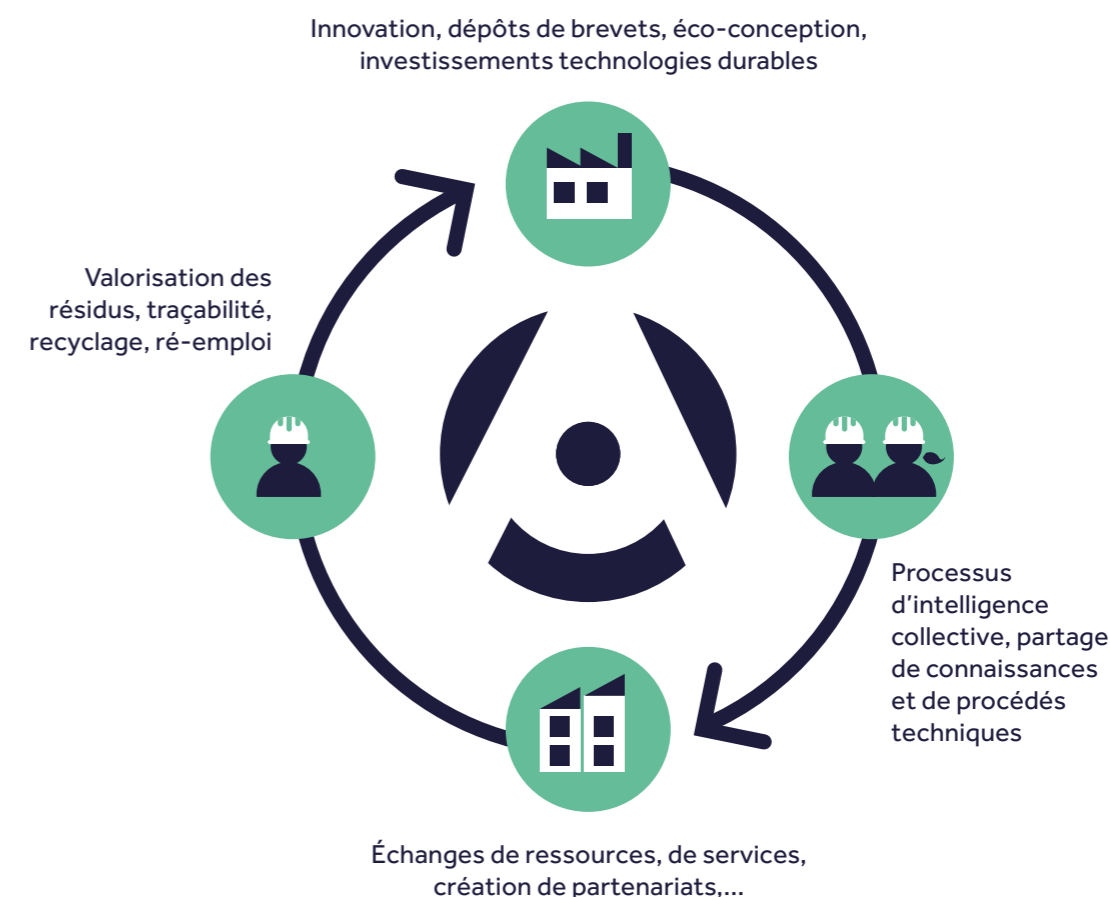 Innovation, dépôts de brevets, éco-conception,
investissements technologies durables
Valorisation des
résidus, traçabilité,
recyclage, ré-emploi
Processus
d'intelligence
collective, partage
de connaissances
et de procédés
techniques
Échanges de ressources, de services,
création de partenariats,...